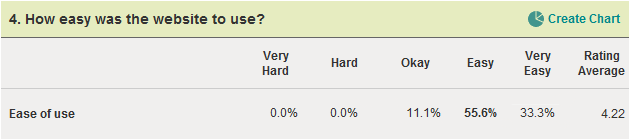 4. How easy was the website to use? Create Chart
Very Hard Hard Okay Easy Very Easy Rating Average
Ease of use 0.0% 0.0% 11.1% 55.6% 33.3% 4.22